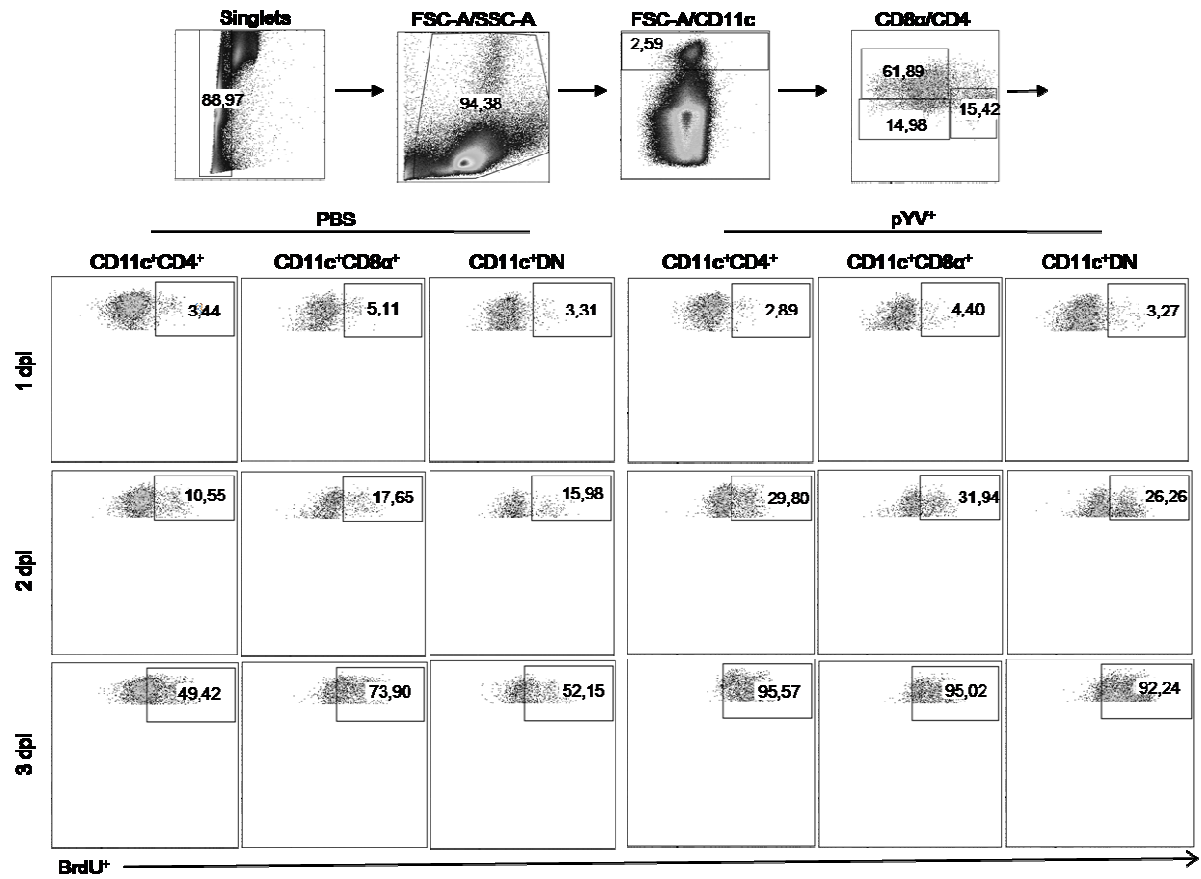 Singlets FSC-A/SSC-A FSC-A/CD11c CD8α/CD4
88,97 94,38 2,59 61,89 14,98 15,42
PBS pYV⁺
CD11c⁺CD4⁺ CD11c⁺CD8α⁺ CD11c⁺DN CD11c⁺CD4⁺ CD11c⁺CD8α⁺ CD11c⁺DN
1 dpI 3,44 5,11 3,31 2,89 4,40 3,27
2 dpI 10,55 17,65 15,98 29,80 31,94 26,26
3 dpI 49,42 73,90 52,15 95,57 95,02 92,24
BrdU⁺